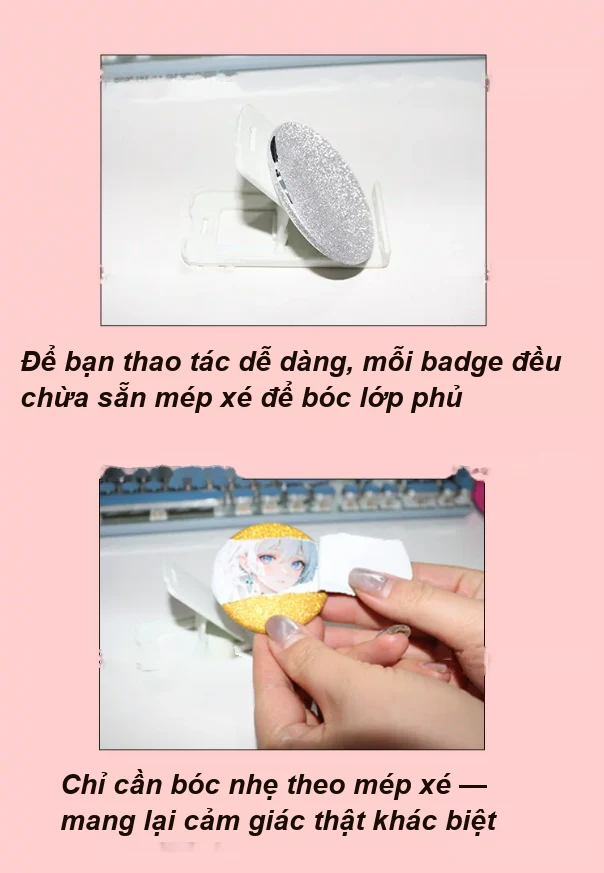 Để bạn thao tác dễ dàng, mỗi badge đều
chừa sẵn mép xé để bóc lớp phủ
Chỉ cần bóc nhẹ theo mép xé —
mang lại cảm giác thật khác biệt